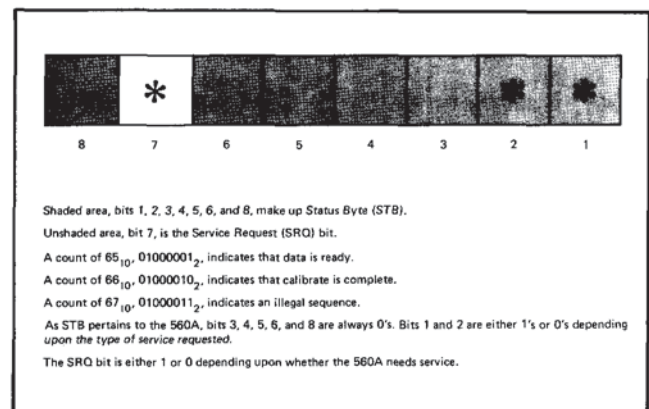 *
* *
8 7 6 5 4 3 2 1
Shaded area, bits 1, 2, 3, 4, 5, 6, and 8, make up Status Byte (STB).
Unshaded area, bit 7, is the Service Request (SRQ) bit.
A count of 65₁₀, 01000001₂, indicates that data is ready.
A count of 66₁₀, 01000010₂, indicates that calibrate is complete.
A count of 67₁₀, 01000011₂, indicates an illegal sequence.
As STB pertains to the 560A, bits 3, 4, 5, 6, and 8 are always 0's. Bits 1 and 2 are either 1's or 0's depending
upon the type of service requested.
The SRQ bit is either 1 or 0 depending upon whether the 560A needs service.